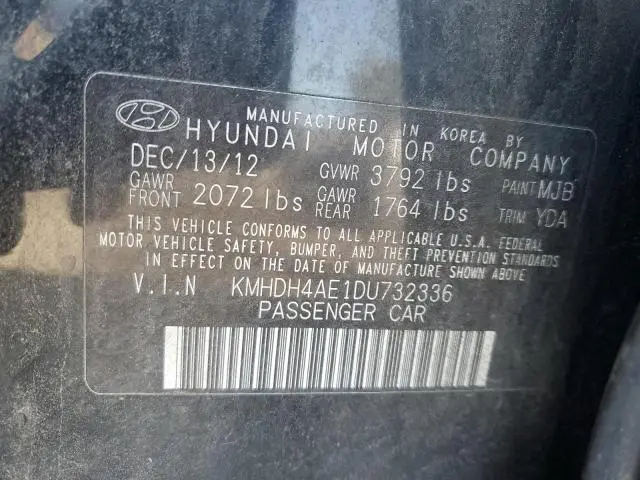 MANUFACTURED IN KOREA BY
HYUNDAI MOTOR COMPANY
DEC/13/12 GVWR 3792 lbs PAINT MJB
GAWR FRONT 2072 lbs GAWR REAR 1764 lbs TRIM YDA
THIS VEHICLE CONFORMS TO ALL APPLICABLE U.S.A. FEDERAL
MOTOR VEHICLE SAFETY, BUMPER, AND THEFT PREVENTION STANDARDS
IN EFFECT ON THE DATE OF MANUFACTURE SHOWN ABOVE
V.I.N KMHDH4AE1DU732336
PASSENGER CAR